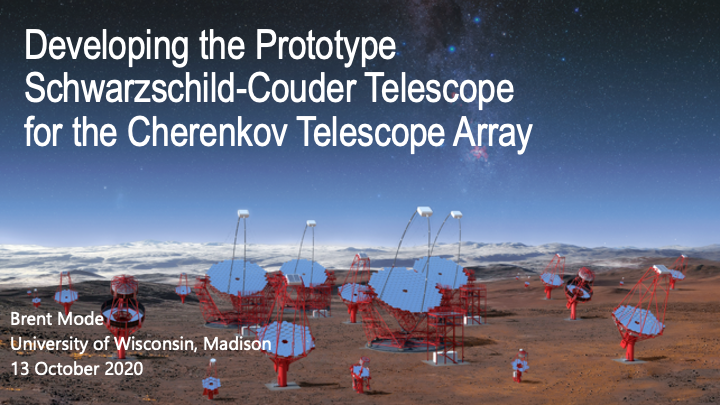 Developing the Prototype
Schwarzschild-Couder Telescope
for the Cherenkov Telescope Array
Brent Mode
University of Wisconsin, Madison
13 October 2020